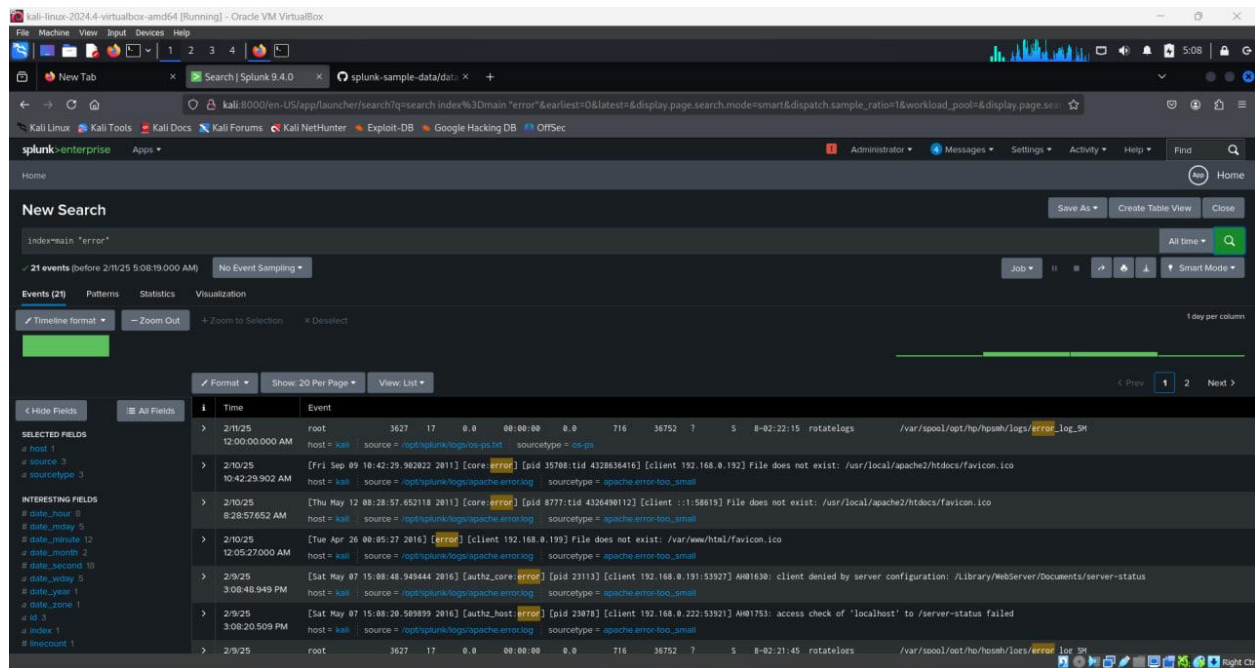 kali-linux-2024.4-virtualbox-amd64 [Running] - Oracle VM VirtualBox
File Machine View Input Devices Help
1 2 3 4 5:08
New Tab × Search | Splunk 9.4.0 × splunk-sample-data/data × +
kali:8000/en-US/app/launcher/search?q=search index%3Dmain "error"&earliest=0&latest=&display.page.search.mode=smart&dispatch.sample_ratio=1&workload_pool=&display.page.sea
Kali Linux Kali Tools Kali Docs Kali Forums Kali NetHunter Exploit-DB Google Hacking DB OffSec
splunk>enterprise Apps ! Administrator 4 Messages Settings Activity Help Find
Home App Home
New Search Save As Create Table View Close
index=main "error" All time
✓ 21 events (before 2/11/25 5:08:19.000 AM) No Event Sampling Job Smart Mode
Events (21) Patterns Statistics Visualization
Timeline format — Zoom Out + Zoom to Selection × Deselect 1 day per column
Format Show: 20 Per Page View: List < Prev 1 2 Next >
< Hide Fields All Fields i Time Event
SELECTED FIELDS
a host 1
a source 3
a sourcetype 3
INTERESTING FIELDS
# date_hour 8
# date_mday 5
# date_minute 12
a date_month 2
# date_second 18
a date_wday 5
# date_year 1
a date_zone 1
a id 3
a index 1
# linecount 1
> 2/11/25 root 3627 17 0.0 00:00:00 0.0 716 36752 ? S 8-02:22:15 rotatelogs /var/spool/opt/hp/hpsmh/logs/error_log_5M
12:00:00.000 AM host = kali source = /opt/splunk/logs/os-ps.txt sourcetype = os-ps
> 2/10/25 [Fri Sep 09 10:42:29.902022 2011] [core:error] [pid 35708:tid 4328636416] [client 192.168.0.192] File does not exist: /usr/local/apache2/htdocs/favicon.ico
10:42:29.902 AM host = kali source = /opt/splunk/logs/apache.error.log sourcetype = apache.error-too_small
> 2/10/25 [Thu May 12 08:28:57.652118 2011] [core:error] [pid 8777:tid 4326490112] [client ::1:58619] File does not exist: /usr/local/apache2/htdocs/favicon.ico
8:28:57.652 AM host = kali source = /opt/splunk/logs/apache.error.log sourcetype = apache.error-too_small
> 2/10/25 [Tue Apr 26 00:05:27 2016] [error] [client 192.168.0.199] File does not exist: /var/www/html/favicon.ico
12:05:27.000 AM host = kali source = /opt/splunk/logs/apache.error.log sourcetype = apache.error-too_small
> 2/9/25 [Sat May 07 15:08:48.949444 2016] [authz_core:error] [pid 23113] [client 192.168.0.191:53927] AH01630: client denied by server configuration: /Library/WebServer/Documents/server-status
3:08:48.949 PM host = kali source = /opt/splunk/logs/apache.error.log sourcetype = apache.error-too_small
> 2/9/25 [Sat May 07 15:08:20.509899 2016] [authz_host:error] [pid 23078] [client 192.168.0.222:53921] AH01753: access check of 'localhost' to /server-status failed
3:08:20.509 PM host = kali source = /opt/splunk/logs/apache.error.log sourcetype = apache.error-too_small
> 2/9/25 root 3627 17 0.0 00:00:00 0.0 716 36752 ? S 8-02:21:45 rotatelogs /var/spool/opt/hp/hpsmh/logs/error_log_5M
Right Ctrl